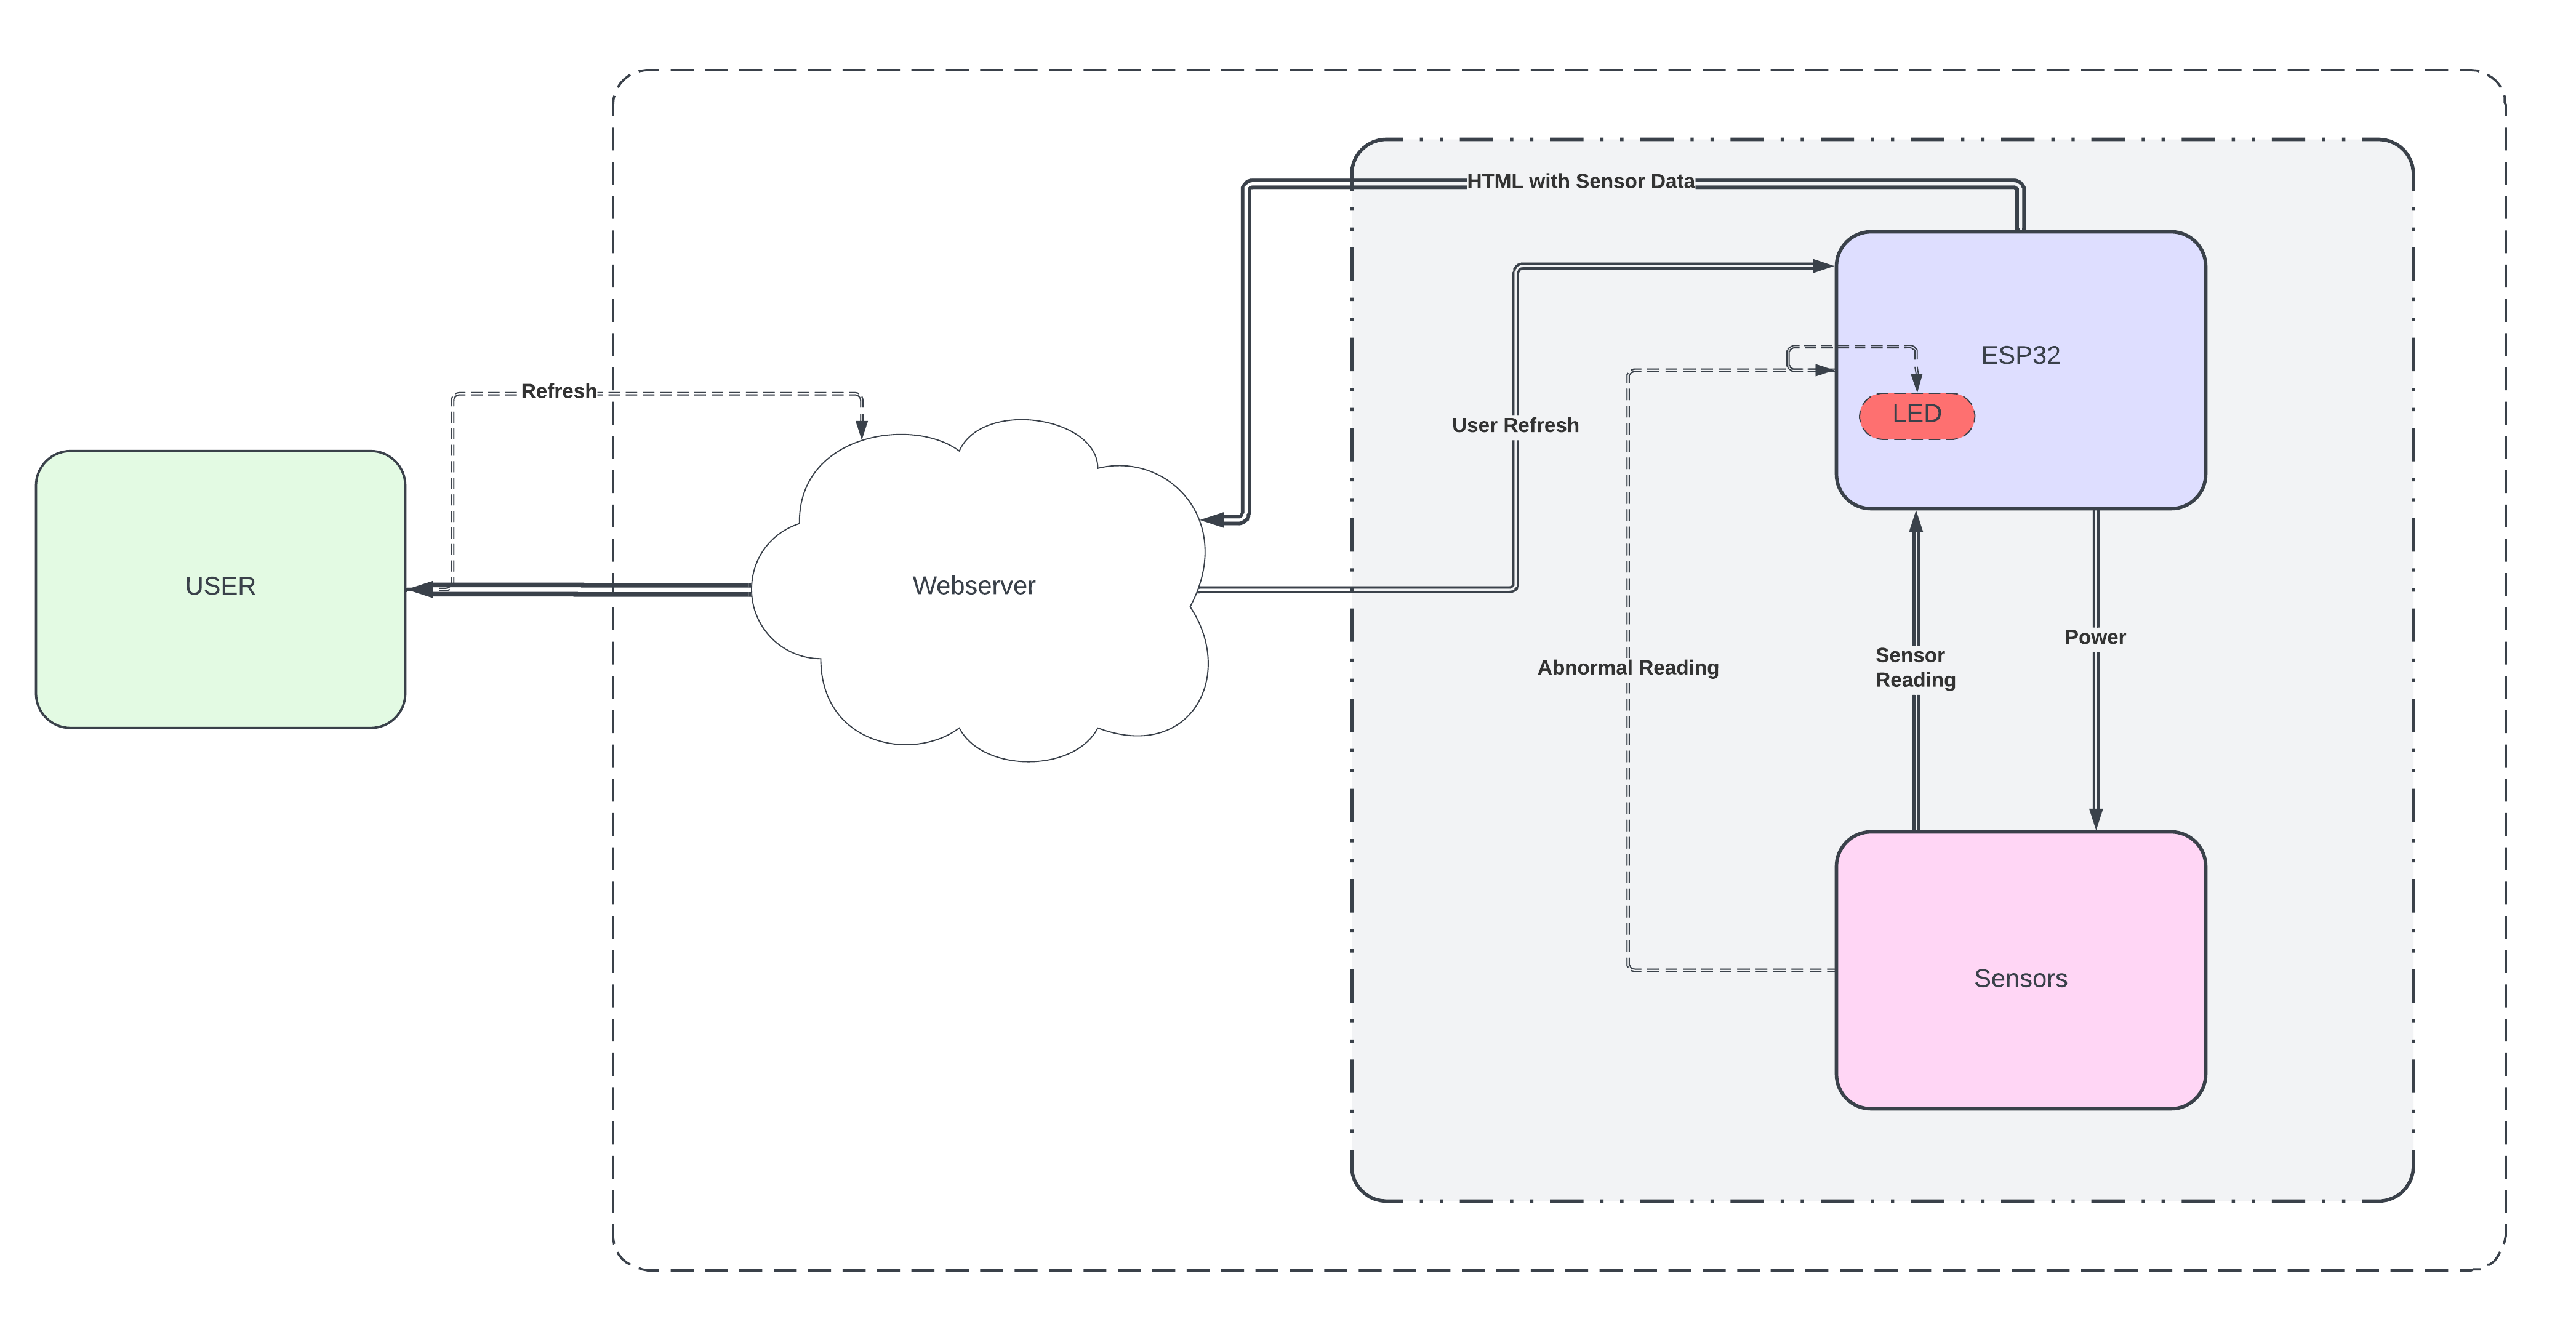 HTML with Sensor Data
ESP32
Refresh
LED
User Refresh
USER
Webserver
Power
Sensor
Reading
Abnormal Reading
Sensors